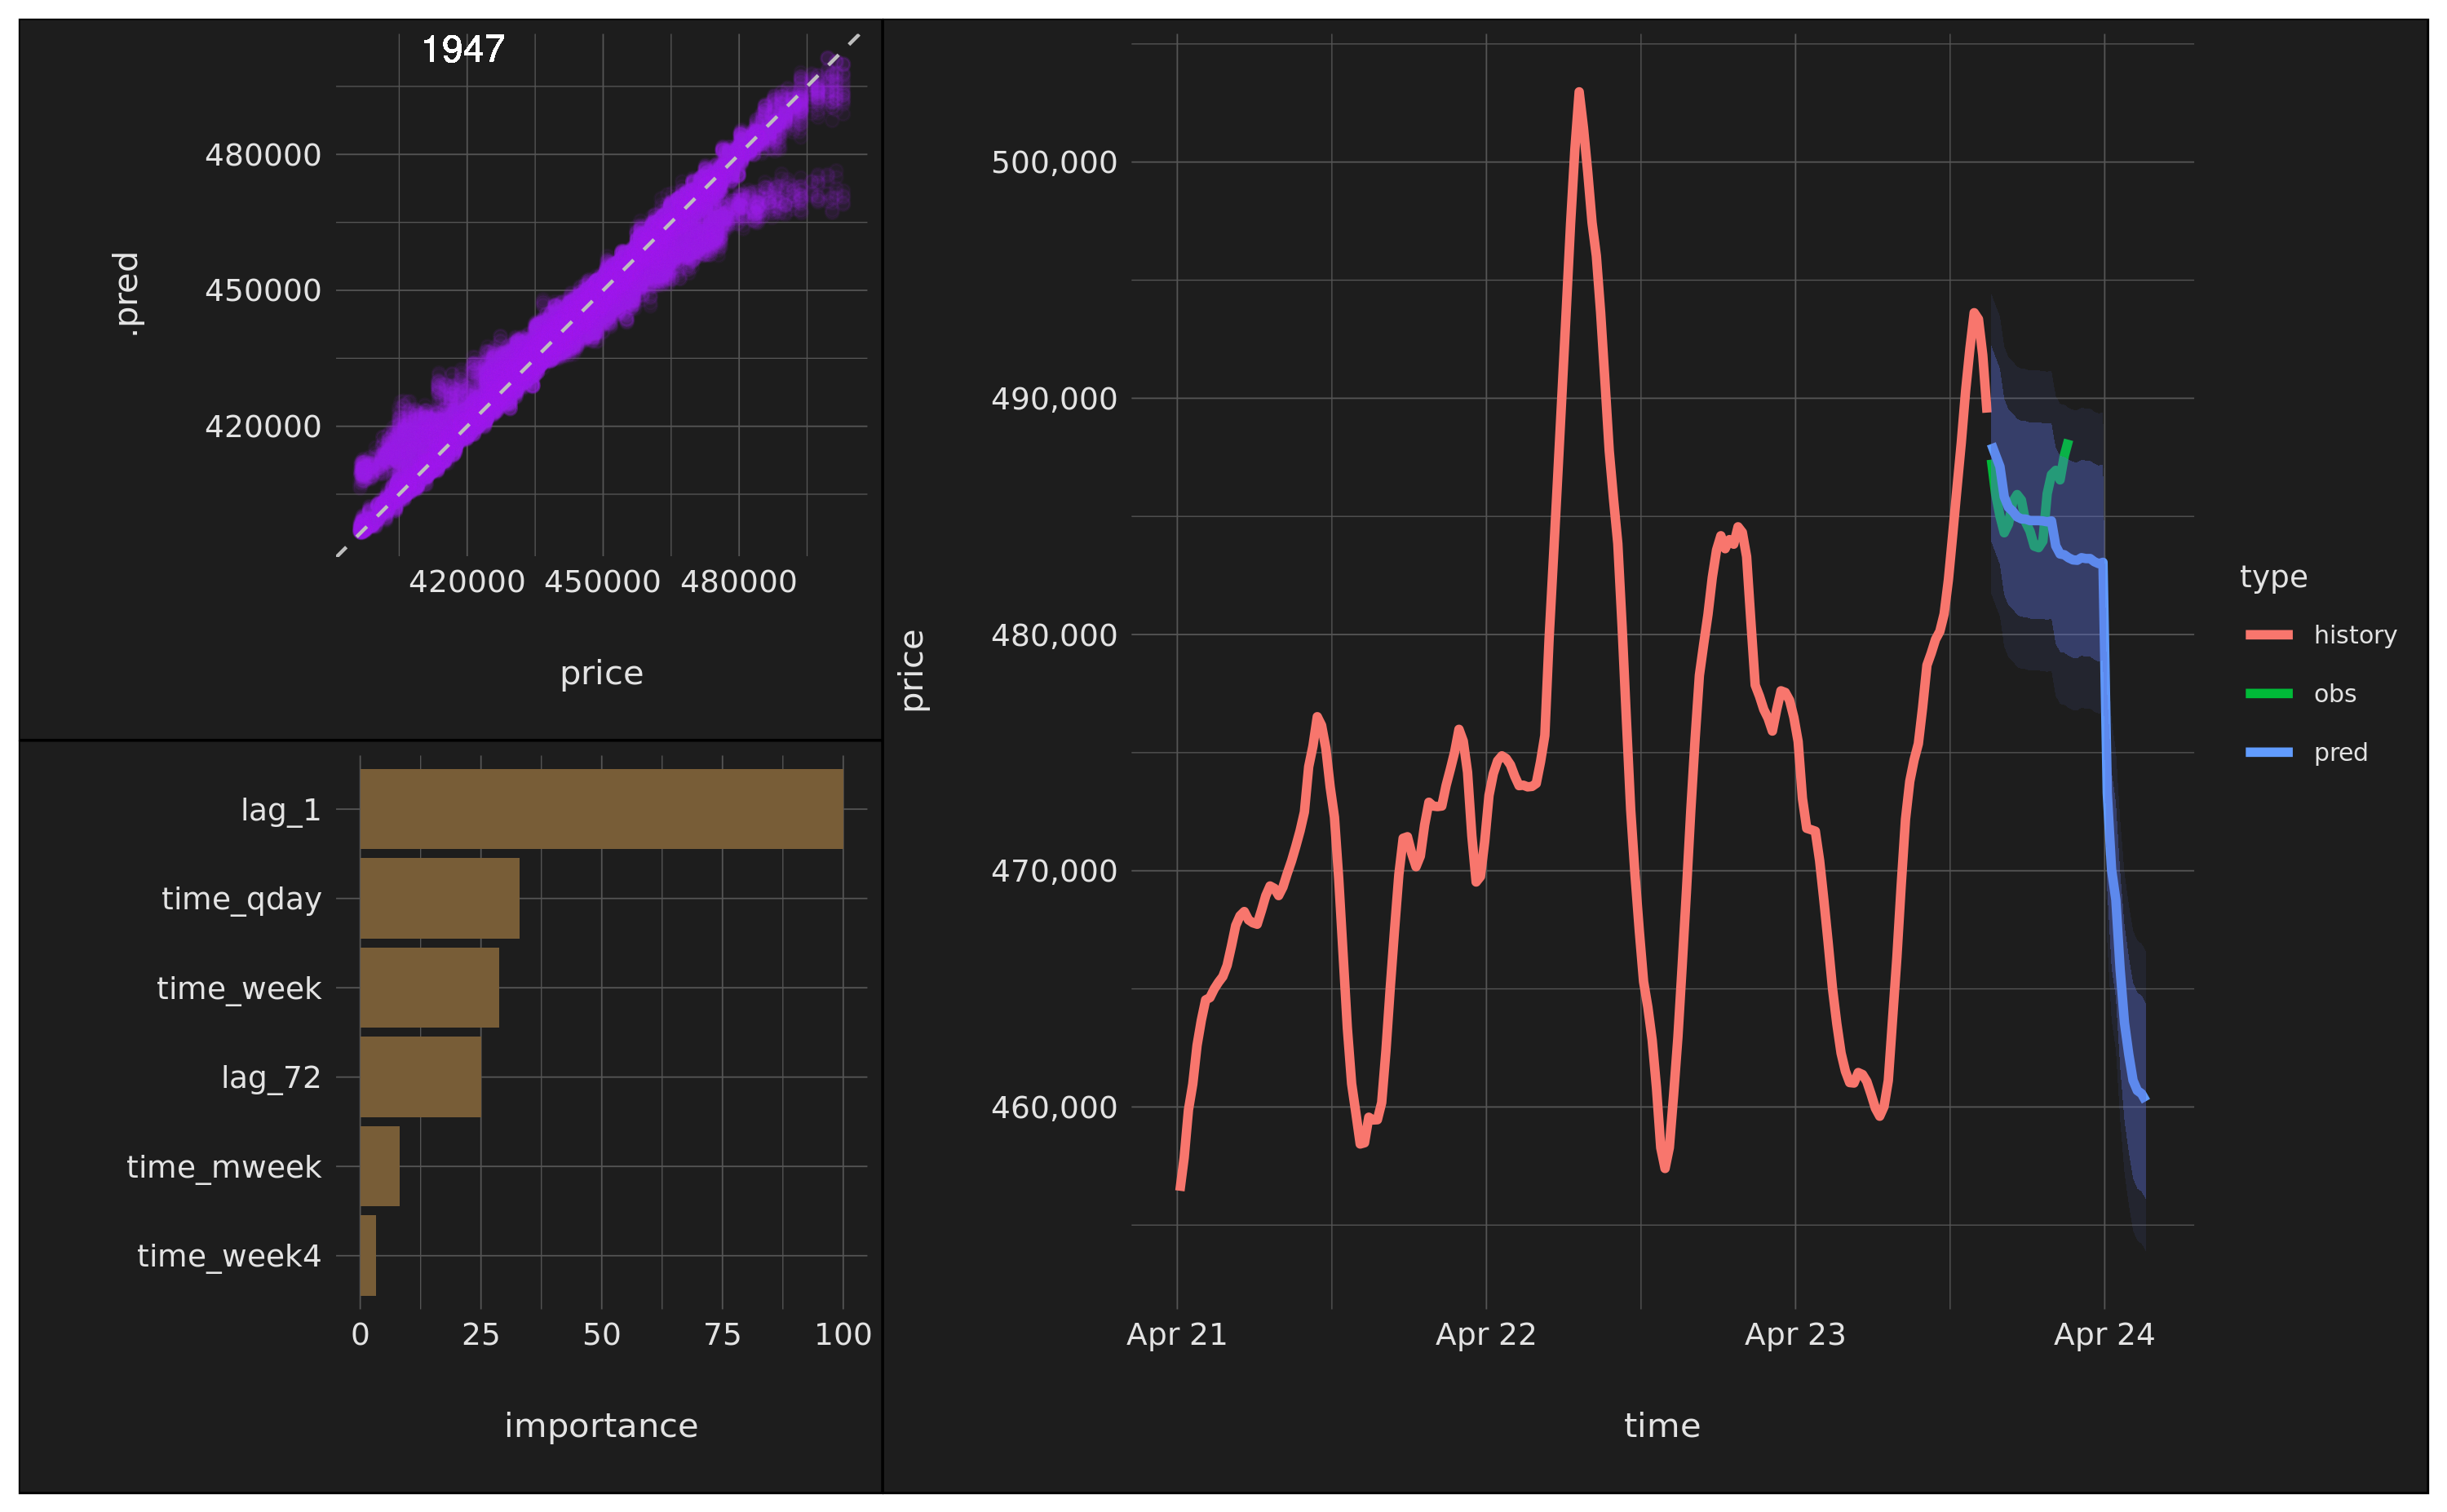 1947
480000
450000
420000
.pred
420000 450000 480000
price
lag_1
time_qday
time_week
lag_72
time_mweek
time_week4
0 25 50 75 100
importance
500,000
490,000
480,000
470,000
460,000
price
Apr 21 Apr 22 Apr 23 Apr 24
time
type
history
obs
pred